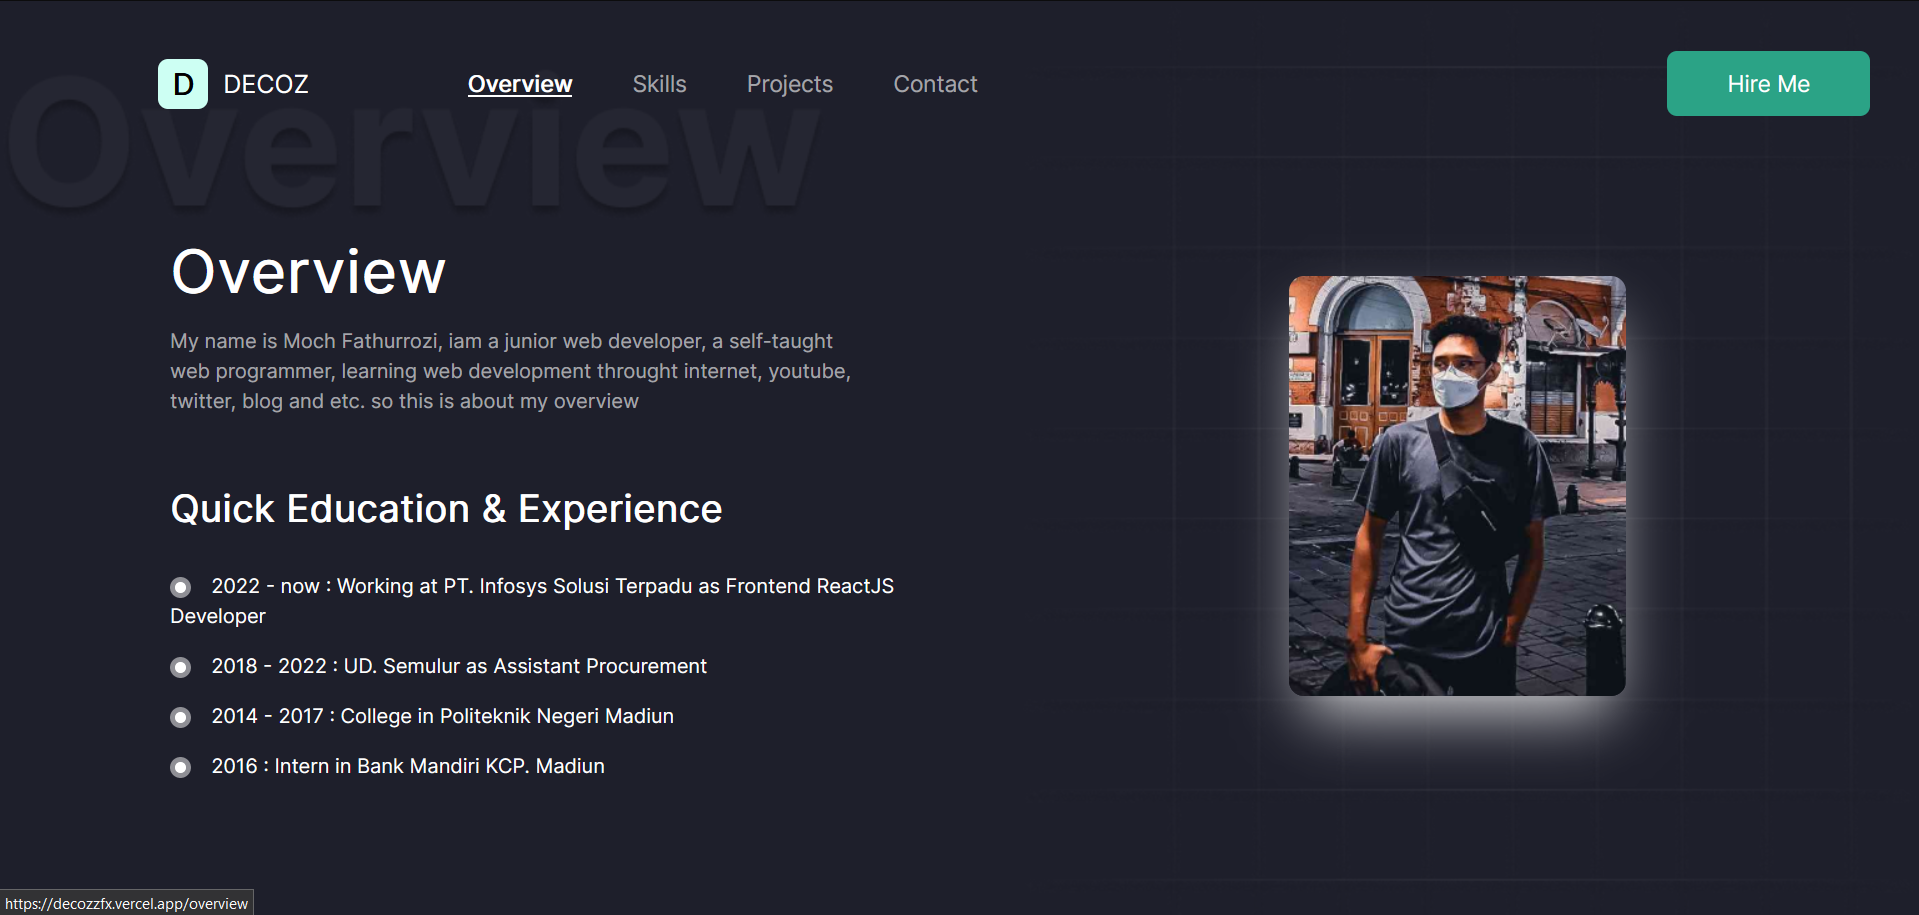 D DECOZ Overview Skills Projects Contact Hire Me
Overview
Overview
My name is Moch Fathurrozi, iam a junior web developer, a self-taught
web programmer, learning web development throught internet, youtube,
twitter, blog and etc. so this is about my overview
Quick Education & Experience
2022 - now : Working at PT. Infosys Solusi Terpadu as Frontend ReactJS
Developer
2018 - 2022 : UD. Semulur as Assistant Procurement
2014 - 2017 : College in Politeknik Negeri Madiun
2016 : Intern in Bank Mandiri KCP. Madiun
https://decozzfx.vercel.app/overview